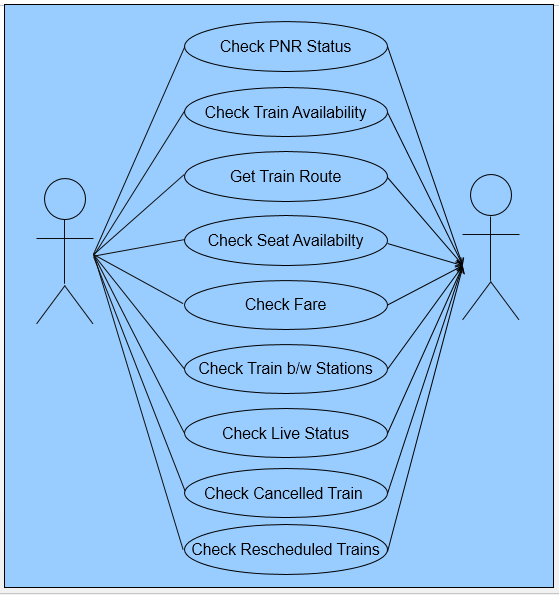 Check PNR Status
Check Train Availability
Get Train Route
Check Seat Availabilty
Check Fare
Check Train b/w Stations
Check Live Status
Check Cancelled Train
Check Rescheduled Trains